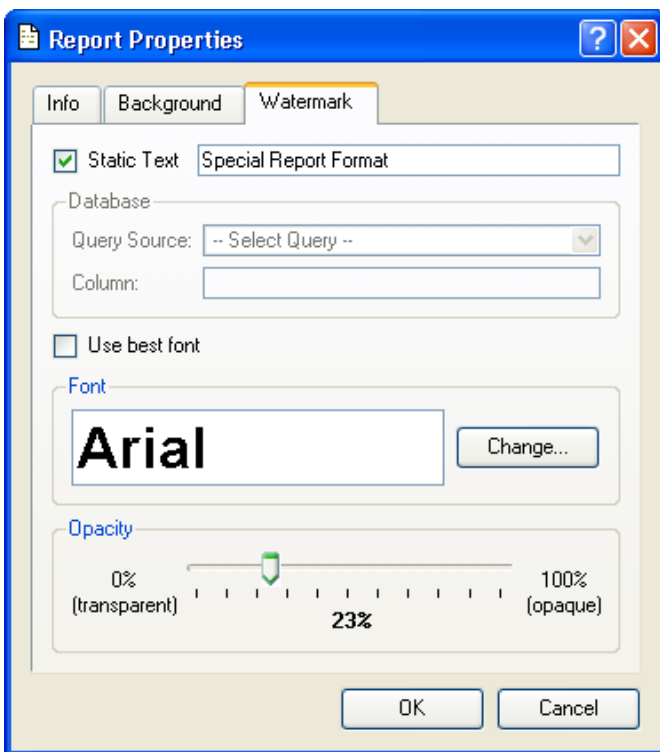 Report Properties
?
Info Background Watermark
Static Text Special Report Format
Database
Query Source: -- Select Query --
Column:
Use best font
Font
Arial
Change...
Opacity
0% 100%
(transparent) (opaque)
23%
OK Cancel